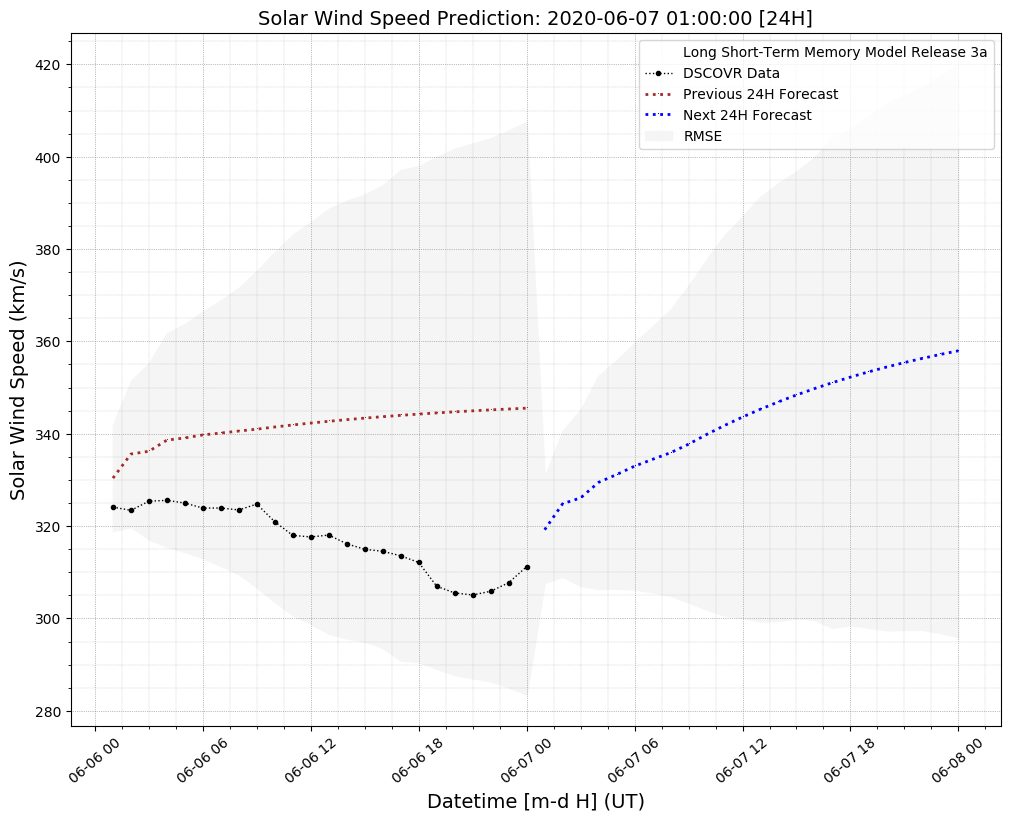 Solar Wind Speed Prediction: 2020-06-07 01:00:00 [24H]
Long Short-Term Memory Model Release 3a
DSCOVR Data
Previous 24H Forecast
Next 24H Forecast
RMSE
Solar Wind Speed (km/s)
420
400
380
360
340
320
300
280
06-06 00
06-06 06
06-06 12
06-06 18
06-07 00
06-07 06
06-07 12
06-07 18
06-08 00
Datetime [m-d H] (UT)